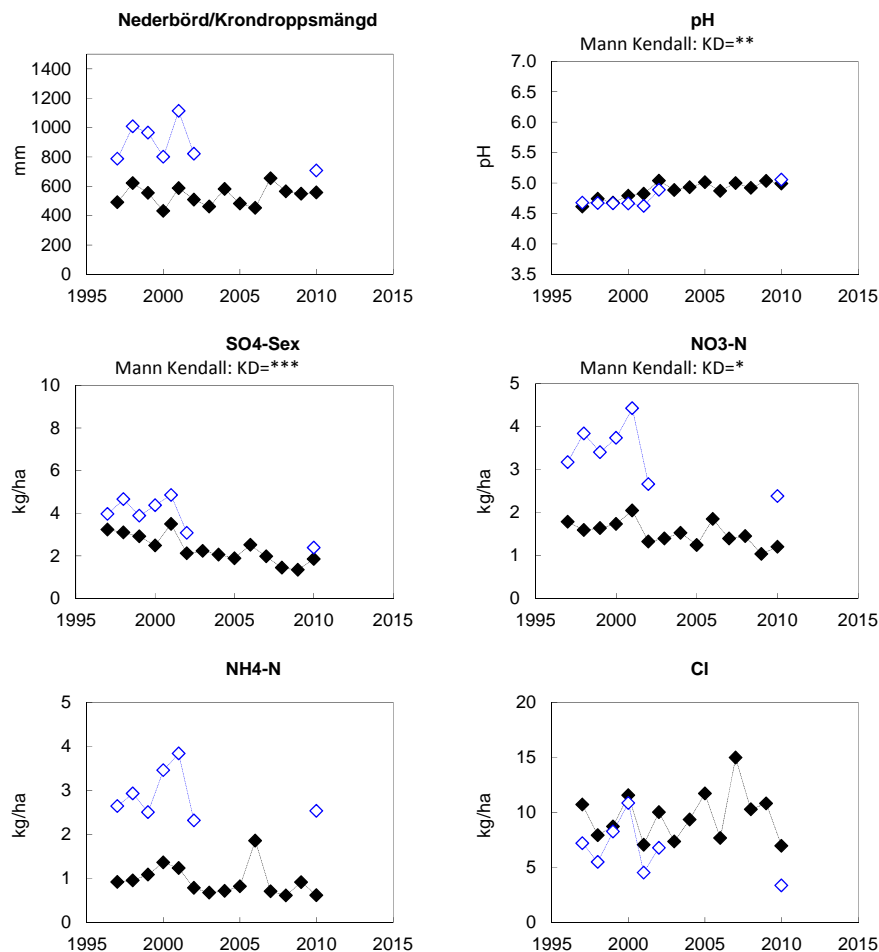 Nederbörd/Krondroppsmängd
mm
1400
1200
1000
800
600
400
200
0
1995 2000 2005 2010 2015
pH
Mann Kendall: KD=**
pH
7.0
6.5
6.0
5.5
5.0
4.5
4.0
3.5
1995 2000 2005 2010 2015
SO4-Sex
Mann Kendall: KD=***
kg/ha
10
8
6
4
2
0
1995 2000 2005 2010 2015
NO3-N
Mann Kendall: KD=*
kg/ha
5
4
3
2
1
0
1995 2000 2005 2010 2015
NH4-N
kg/ha
5
4
3
2
1
0
1995 2000 2005 2010 2015
Cl
kg/ha
20
15
10
5
0
1995 2000 2005 2010 2015